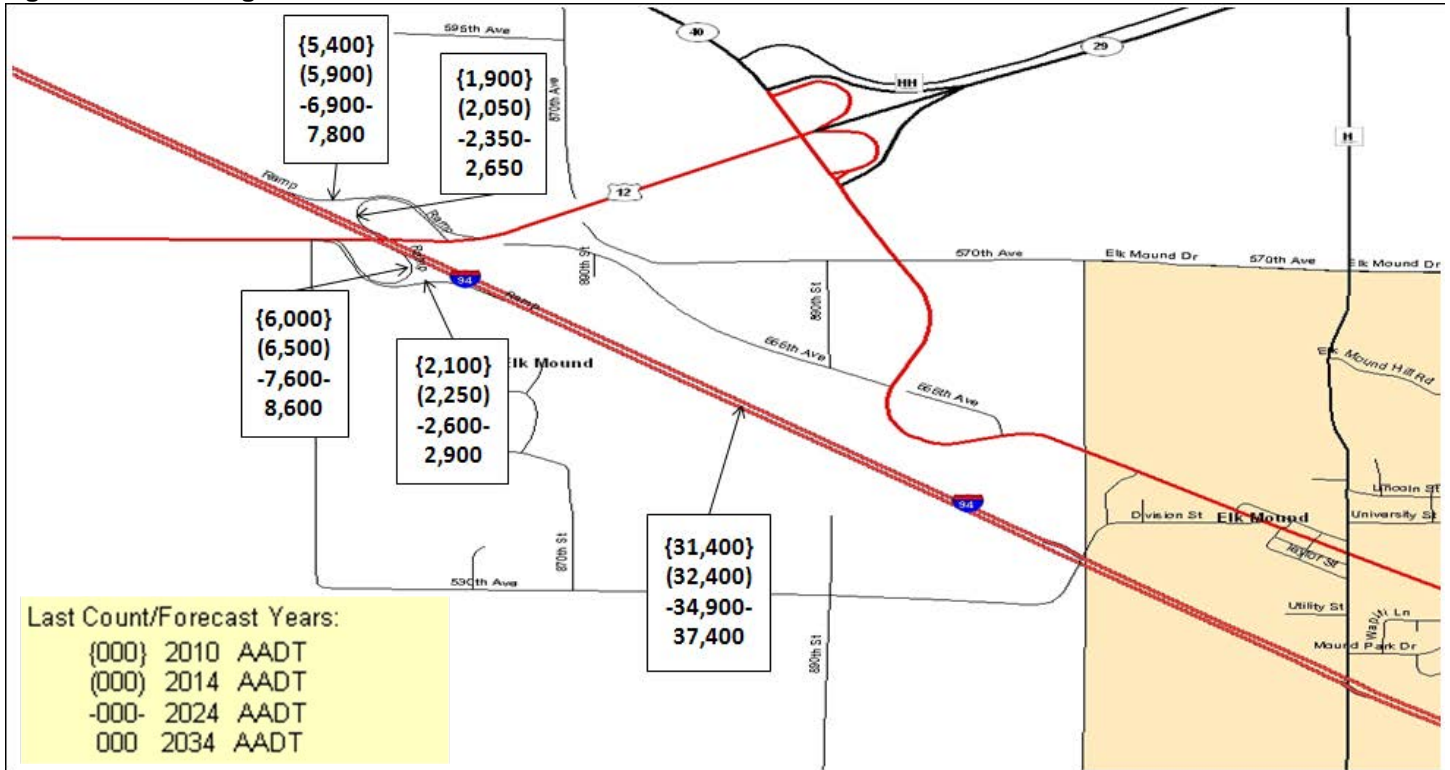 595th Ave
870th Ave
40
HH
29
H
{5,400}
(5,900)
-6,900-
7,800
{1,900}
(2,050)
-2,350-
2,650
Ramp
Ramp
12
Ramp
94
Ramp
890th St
570th Ave
Elk Mound Dr
570th Ave
Elk Mound Dr
890th St
{6,000}
(6,500)
-7,600-
8,600
{2,100}
(2,250)
-2,600-
2,900
Elk Mound
Elk Mound Hill Rd
94
Lincoln St
Division St
Elk Mound
University St
870th St
530th Ave
{31,400}
(32,400)
-34,900-
37,400
890th St
Utility St
Wapiti Ln
Mound Park Dr
Last Count/Forecast Years:
{000} 2010 AADT
(000) 2014 AADT
-000- 2024 AADT
000 2034 AADT